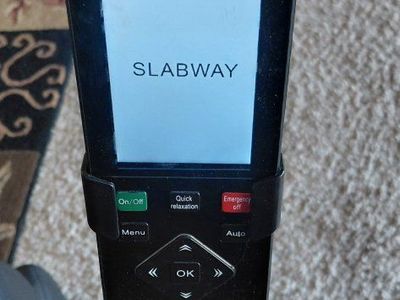 SLABWAY
On/Off
Quick
relaxation
Emergency
off
Menu
Auto
OK